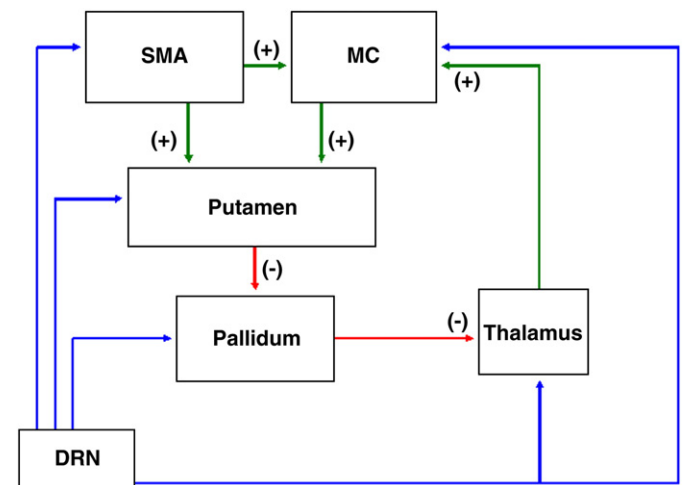 SMA
(+)
MC
(+)
(+)
(+)
Putamen
(-)
Pallidum
(-)
Thalamus
DRN